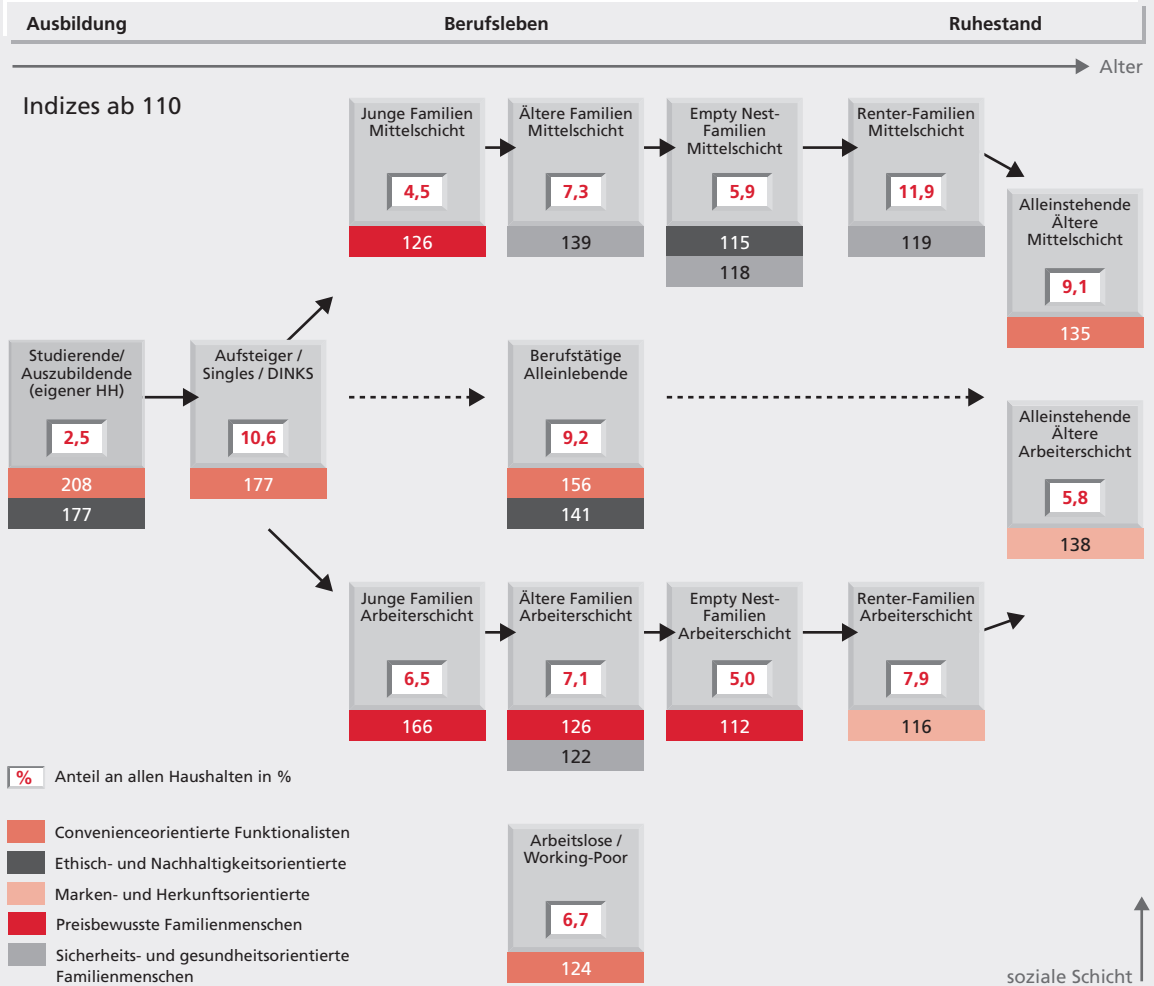 Ausbildung
Berufsleben
Ruhestand
Alter
Indizes ab 110
Junge Familien
Mittelschicht
4,5
126
Ältere Familien
Mittelschicht
7,3
139
Empty Nest-
Familien
Mittelschicht
5,9
115
118
Renter-Familien
Mittelschicht
11,9
119
Alleinstehende
Ältere
Mittelschicht
9,1
135
Studierende/
Auszubildende
(eigener HH)
2,5
208
177
Aufsteiger /
Singles / DINKS
10,6
177
Berufstätige
Alleinlebende
9,2
156
141
Alleinstehende
Ältere
Arbeiterschicht
5,8
138
Junge Familien
Arbeiterschicht
6,5
166
Ältere Familien
Arbeiterschicht
7,1
126
122
Empty Nest-
Familien
Arbeiterschicht
5,0
112
Renter-Familien
Arbeiterschicht
7,9
116
% Anteil an allen Haushalten in %
Convenienceorientierte Funktionalisten
Ethisch- und Nachhaltigkeitsorientierte
Marken- und Herkunftsorientierte
Preisbewusste Familienmenschen
Sicherheits- und gesundheitsorientierte
Familienmenschen
Arbeitslose /
Working-Poor
6,7
124
soziale Schicht